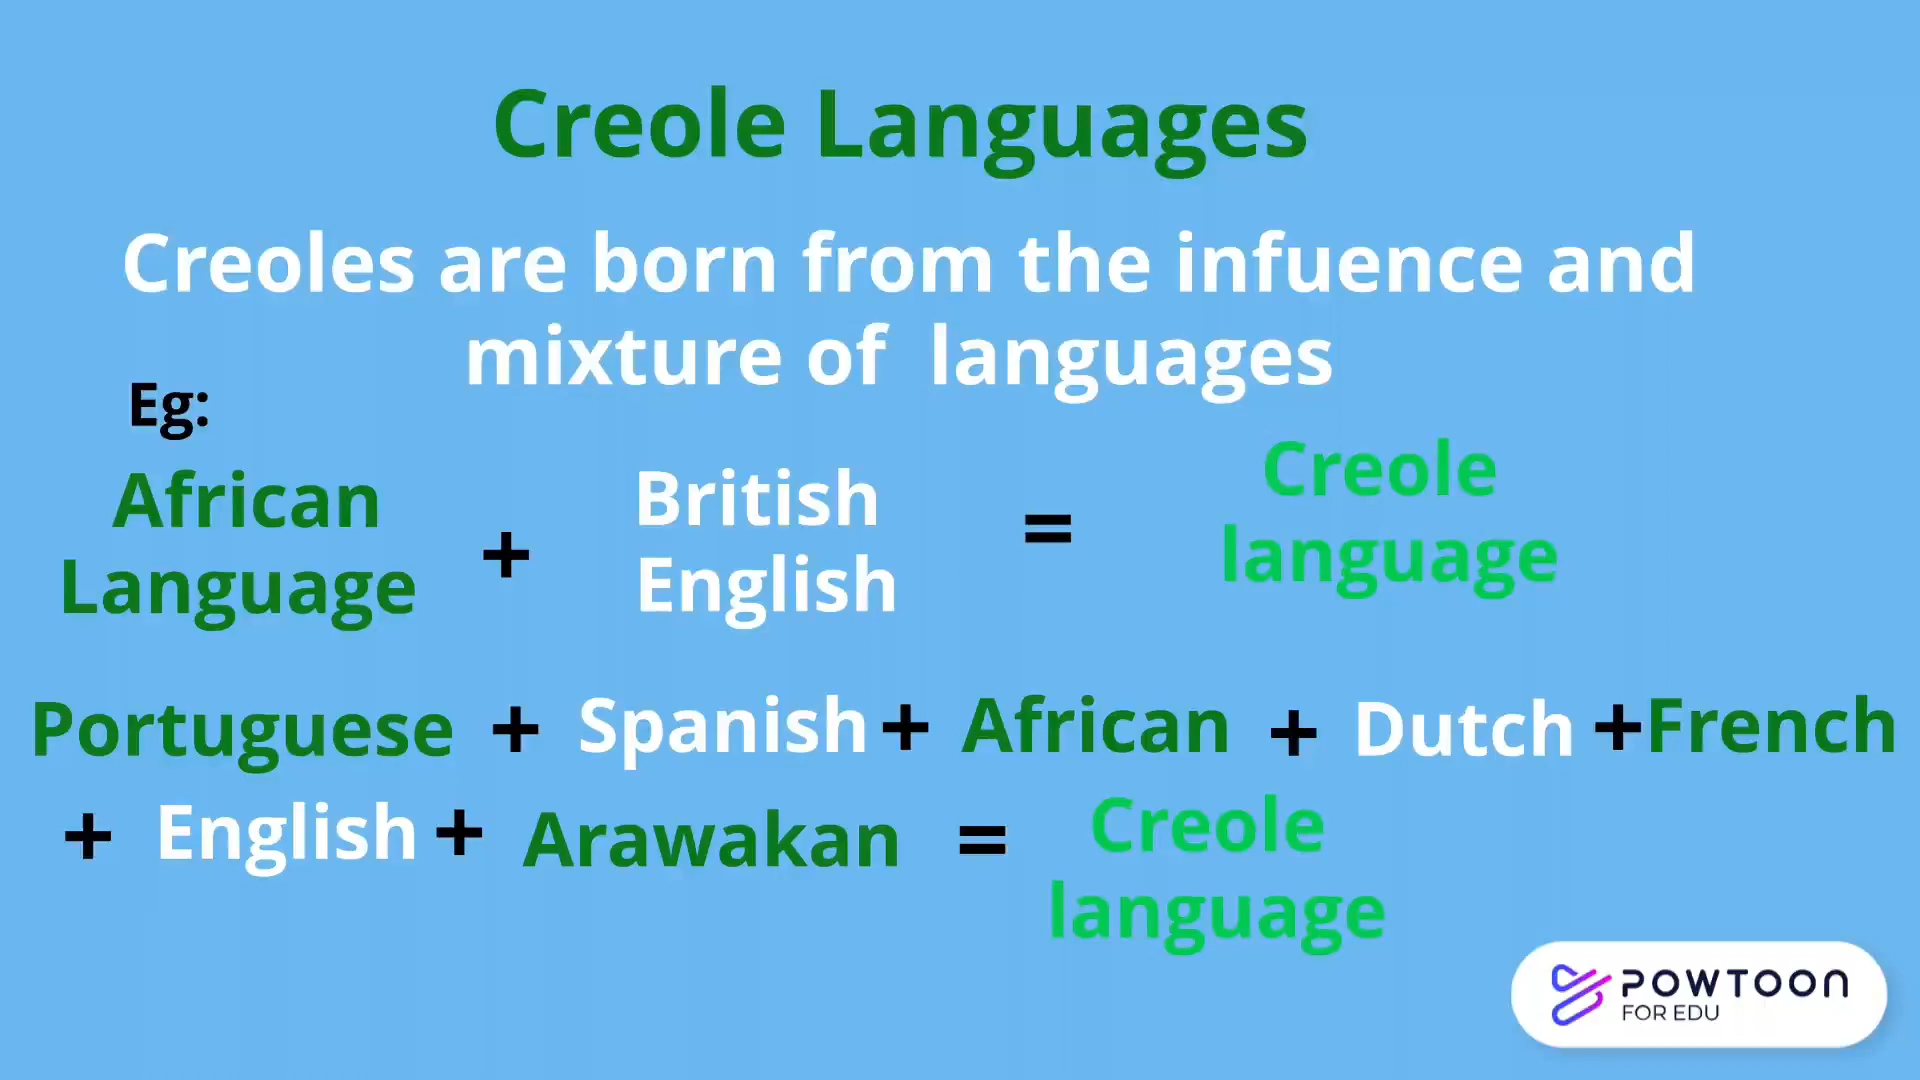 Creole Languages
Creoles are born from the infuence and
mixture of languages
Eg:
African
Language
+
British
English
=
Creole
language
Portuguese + Spanish + African + Dutch + French
+ English + Arawakan = Creole
language
POWTOON
FOR EDU